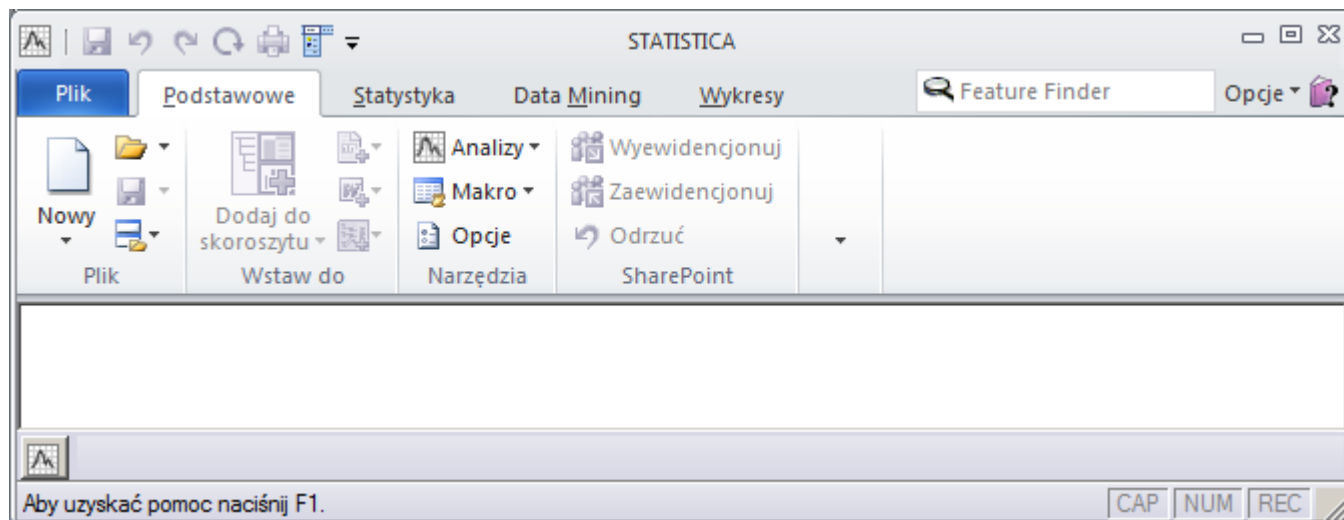 STATISTICA
Plik Podstawowe Statystyka Data Mining Wykresy Feature Finder Opcje
Analizy Wyewidencjonuj
Makro Zaewidencjonuj
Nowy Dodaj do
skoroszytu Opcje Odrzuć
Plik Wstaw do Narzędzia SharePoint
Aby uzyskać pomoc naciśnij F1. CAP NUM REC